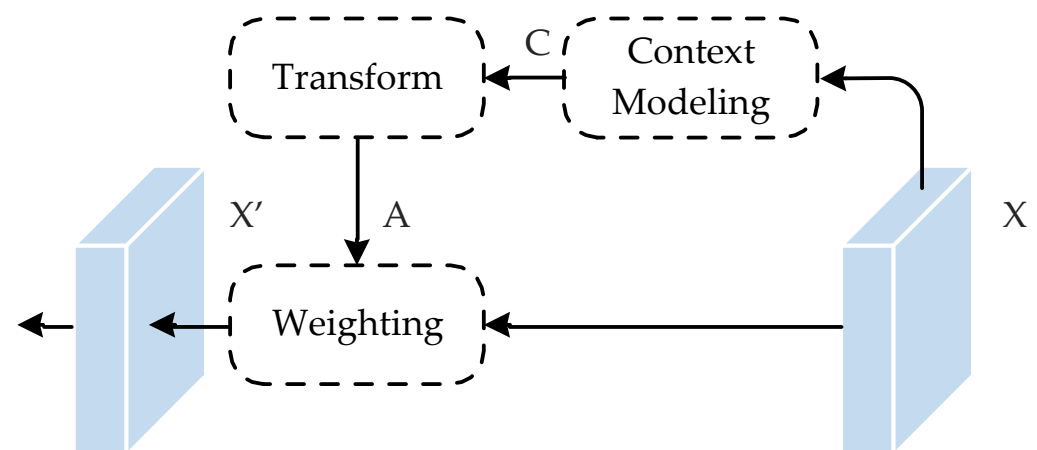 C
Context
Modeling
Transform
X’
A
X
Weighting